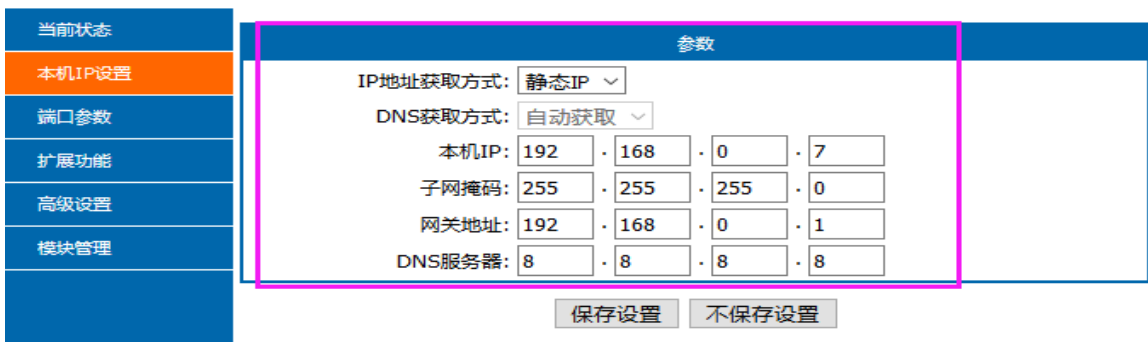 当前状态
本机IP设置
端口参数
扩展功能
高级设置
模块管理
参数
IP地址获取方式: 静态IP
DNS获取方式: 自动获取
本机IP: 192 . 168 . 0 . 7
子网掩码: 255 . 255 . 255 . 0
网关地址: 192 . 168 . 0 . 1
DNS服务器: 8 . 8 . 8 . 8
保存设置 不保存设置